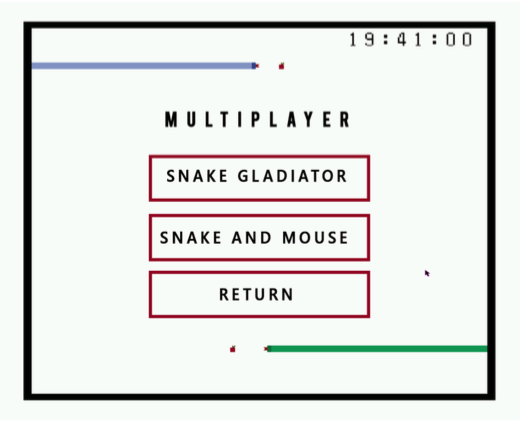 19:41:00
MULTIPLAYER
SNAKE GLADIATOR
SNAKE AND MOUSE
RETURN